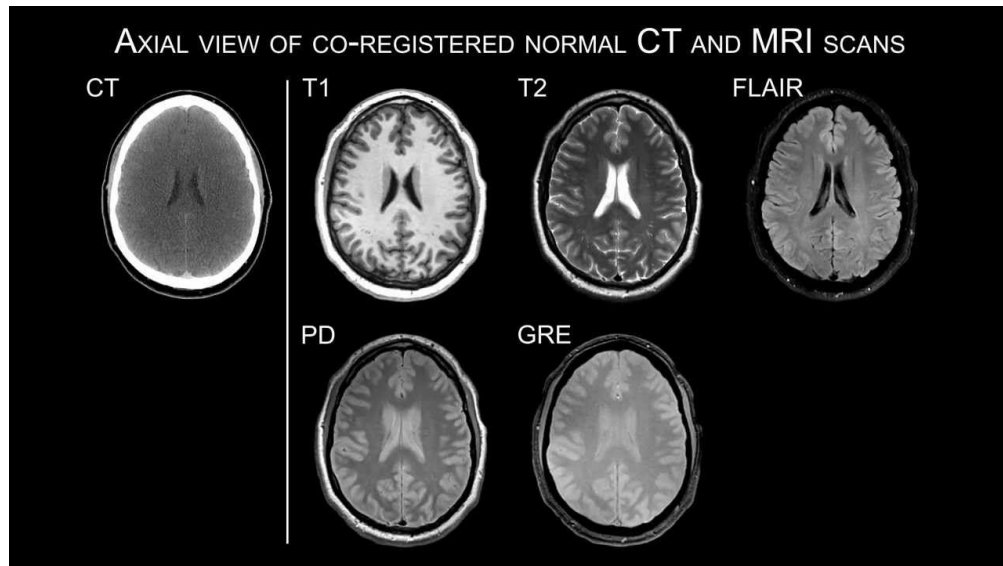 AXIAL VIEW OF CO-REGISTERED NORMAL CT AND MRI SCANS
CT
T1
T2
FLAIR
PD
GRE